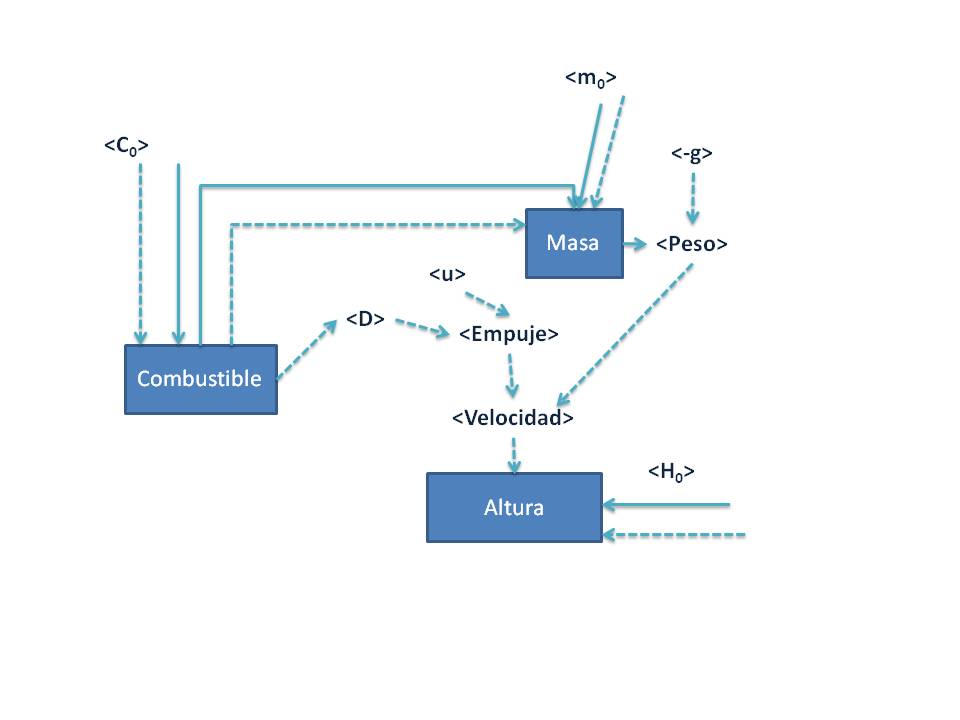 <m₀>
<C₀>
<-g>
Masa
<Peso>
<u>
<D>
<Empuje>
Combustible
<Velocidad>
<H₀>
Altura